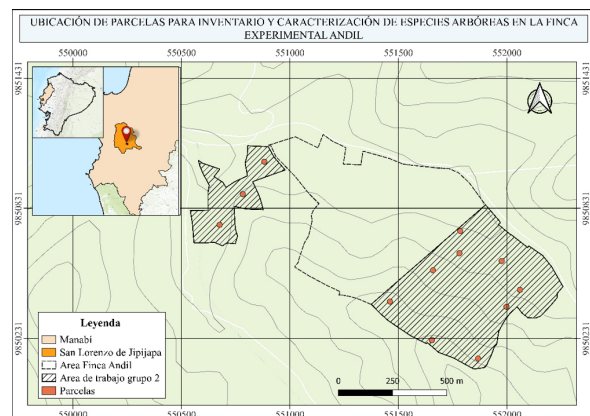 UBICACIÓN DE PARCELAS PARA INVENTARIO Y CARACTERIZACIÓN DE ESPECIES ARBÓREAS EN LA FINCA
EXPERIMENTAL ANDIL
550000 550500 551000 551500 552000
9851431 9851431
9850831 9850831
9850231 9850231
Leyenda
Manabí
San Lorenzo de Jipijapa
Area Finca Andil
Area de trabajo grupo 2
Parcelas
0 250 500 m
550000 550500 551000 551500 552000